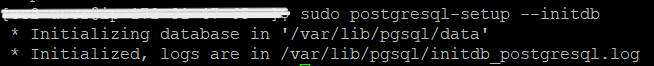 sudo postgresql-setup --initdb
* Initializing database in '/var/lib/pgsql/data'
* Initialized, logs are in /var/lib/pgsql/initdb_postgresql.log